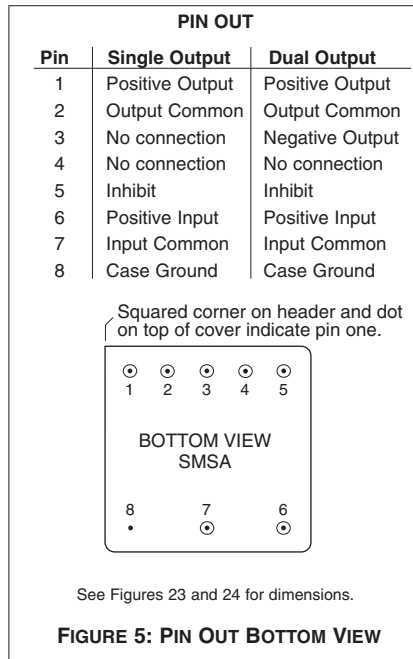 PIN OUT
Pin Single Output Dual Output
1 Positive Output Positive Output
2 Output Common Output Common
3 No connection Negative Output
4 No connection No connection
5 Inhibit Inhibit
6 Positive Input Positive Input
7 Input Common Input Common
8 Case Ground Case Ground
Squared corner on header and dot
on top of cover indicate pin one.
1 2 3 4 5
BOTTOM VIEW
SMSA
8 7 6
See Figures 23 and 24 for dimensions.
FIGURE 5: PIN OUT BOTTOM VIEW